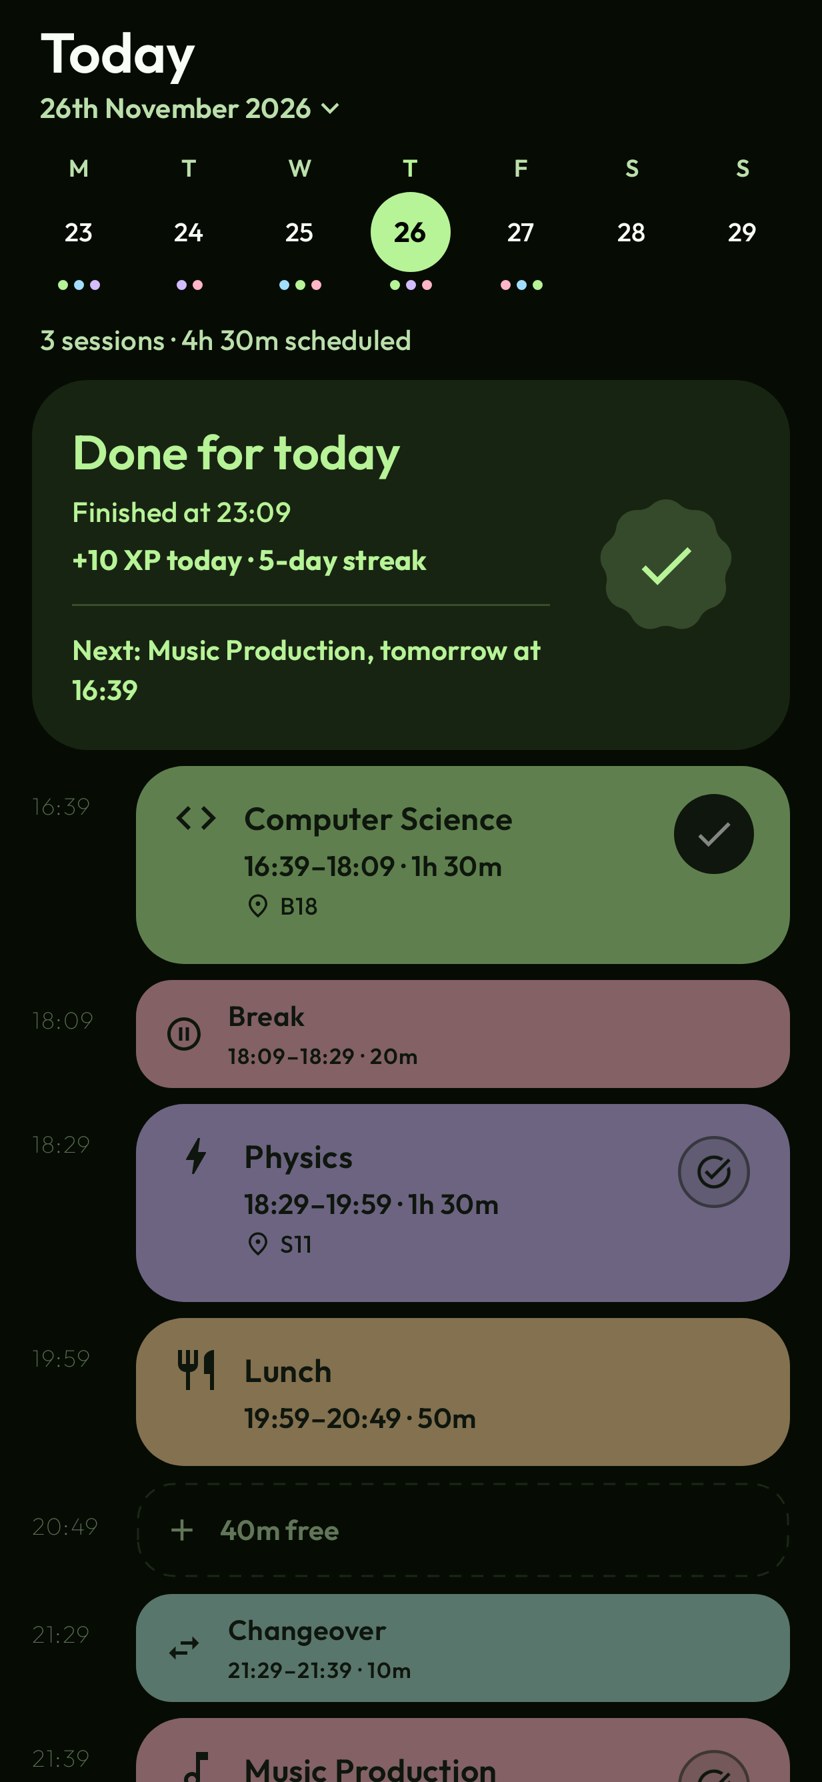 Today
26th November 2026
M T W T F S S
23 24 25 26 27 28 29
3 sessions · 4h 30m scheduled
Done for today
Finished at 23:09
+10 XP today · 5-day streak
Next: Music Production, tomorrow at
16:39
16:39
Computer Science
16:39–18:09 · 1h 30m
B18
18:09
Break
18:09–18:29 · 20m
18:29
Physics
18:29–19:59 · 1h 30m
S11
19:59
Lunch
19:59–20:49 · 50m
20:49
40m free
21:29
Changeover
21:29–21:39 · 10m
21:39
Music Production